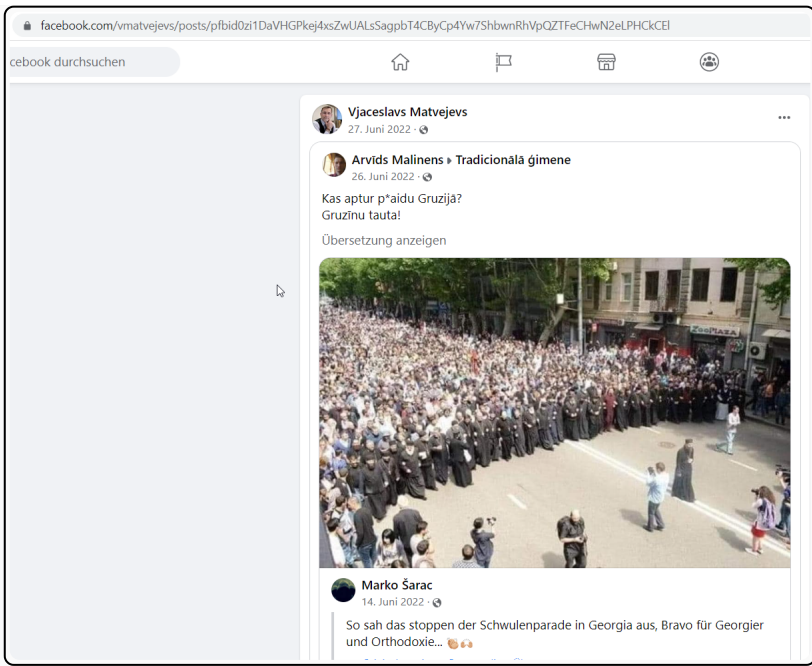 facebook.com/vmatvejevs/posts/pfbid0zi1DaVHGPkej4xsZwUALsSagpbT4CByCp4Yw7ShbwnRhVpQZTFeCHwN2eLPHCkCEl
cebook durchsuchen
Vjaceslavs Matvejevs
27. Juni 2022 ·
Arvīds Malinens ▸ Tradicionālā ģimene
26. Juni 2022 ·
Kas aptur p*aidu Gruzijā?
Gruzīnu tauta!
Übersetzung anzeigen
ZOOPLAZA
Marko Šarac
14. Juni 2022 ·
So sah das stoppen der Schwulenparade in Georgia aus, Bravo für Georgier
und Orthodoxie... 👏🏼🙌🏼